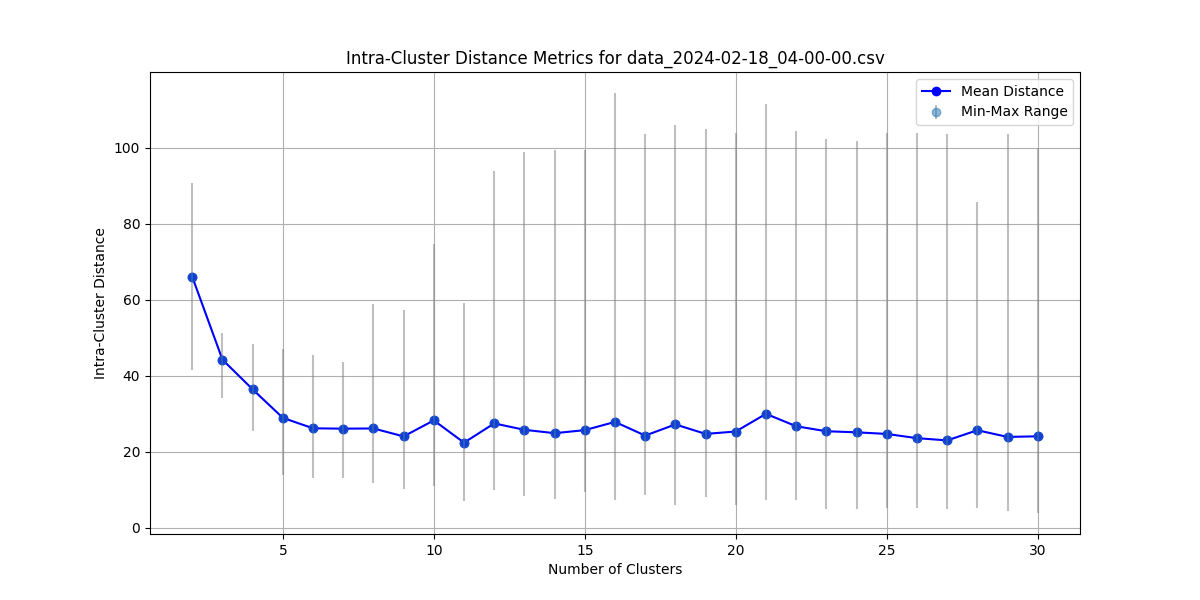 Intra-Cluster Distance Metrics for data_2024-02-18_04-00-00.csv
Mean Distance
Min-Max Range
Intra-Cluster Distance
100
80
60
40
20
0
5 10 15 20 25 30
Number of Clusters